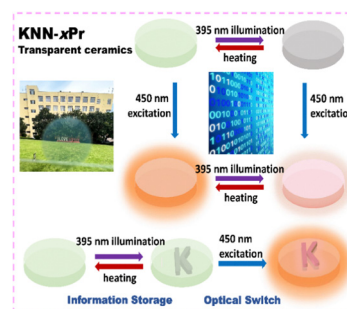 KNN-xPr
Transparent ceramics
395 nm illumination
heating
450 nm
excitation
450 nm
excitation
395 nm illumination
heating
395 nm illumination
heating
K
450 nm
excitation
K
Information Storage
Optical Switch